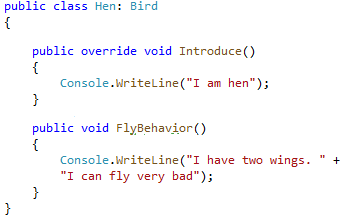 public class Hen: Bird
{
public override void Introduce()
{
Console.WriteLine("I am hen");
}
public void FlyBehavior()
{
Console.WriteLine("I have two wings. " +
"I can fly very bad");
}
}